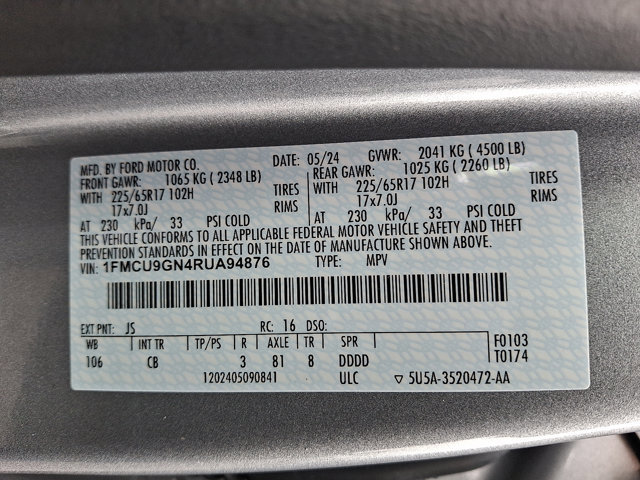 MFD. BY FORD MOTOR CO. DATE: 05/24 GVWR: 2041 KG ( 4500 LB)
FRONT GAWR: 1065 KG ( 2348 LB) REAR GAWR: 1025 KG ( 2260 LB)
WITH 225/65R17 102H TIRES WITH 225/65R17 102H TIRES
17x7.0J RIMS 17x7.0J RIMS
AT 230 kPa/ 33 PSI COLD AT 230 kPa/ 33 PSI COLD
THIS VEHICLE CONFORMS TO ALL APPLICABLE FEDERAL MOTOR VEHICLE SAFETY AND THEFT
PREVENTION STANDARDS IN EFFECT ON THE DATE OF MANUFACTURE SHOWN ABOVE.
VIN: 1FMCU9GN4RUA94876 TYPE: MPV
EXT PNT: JS RC: 16 DSO:
WB INT TR TP/PS R AXLE TR SPR F0103
106 CB 3 81 8 DDDD T0174
1202405090841 ULC ▽ 5U5A-3520472-AA